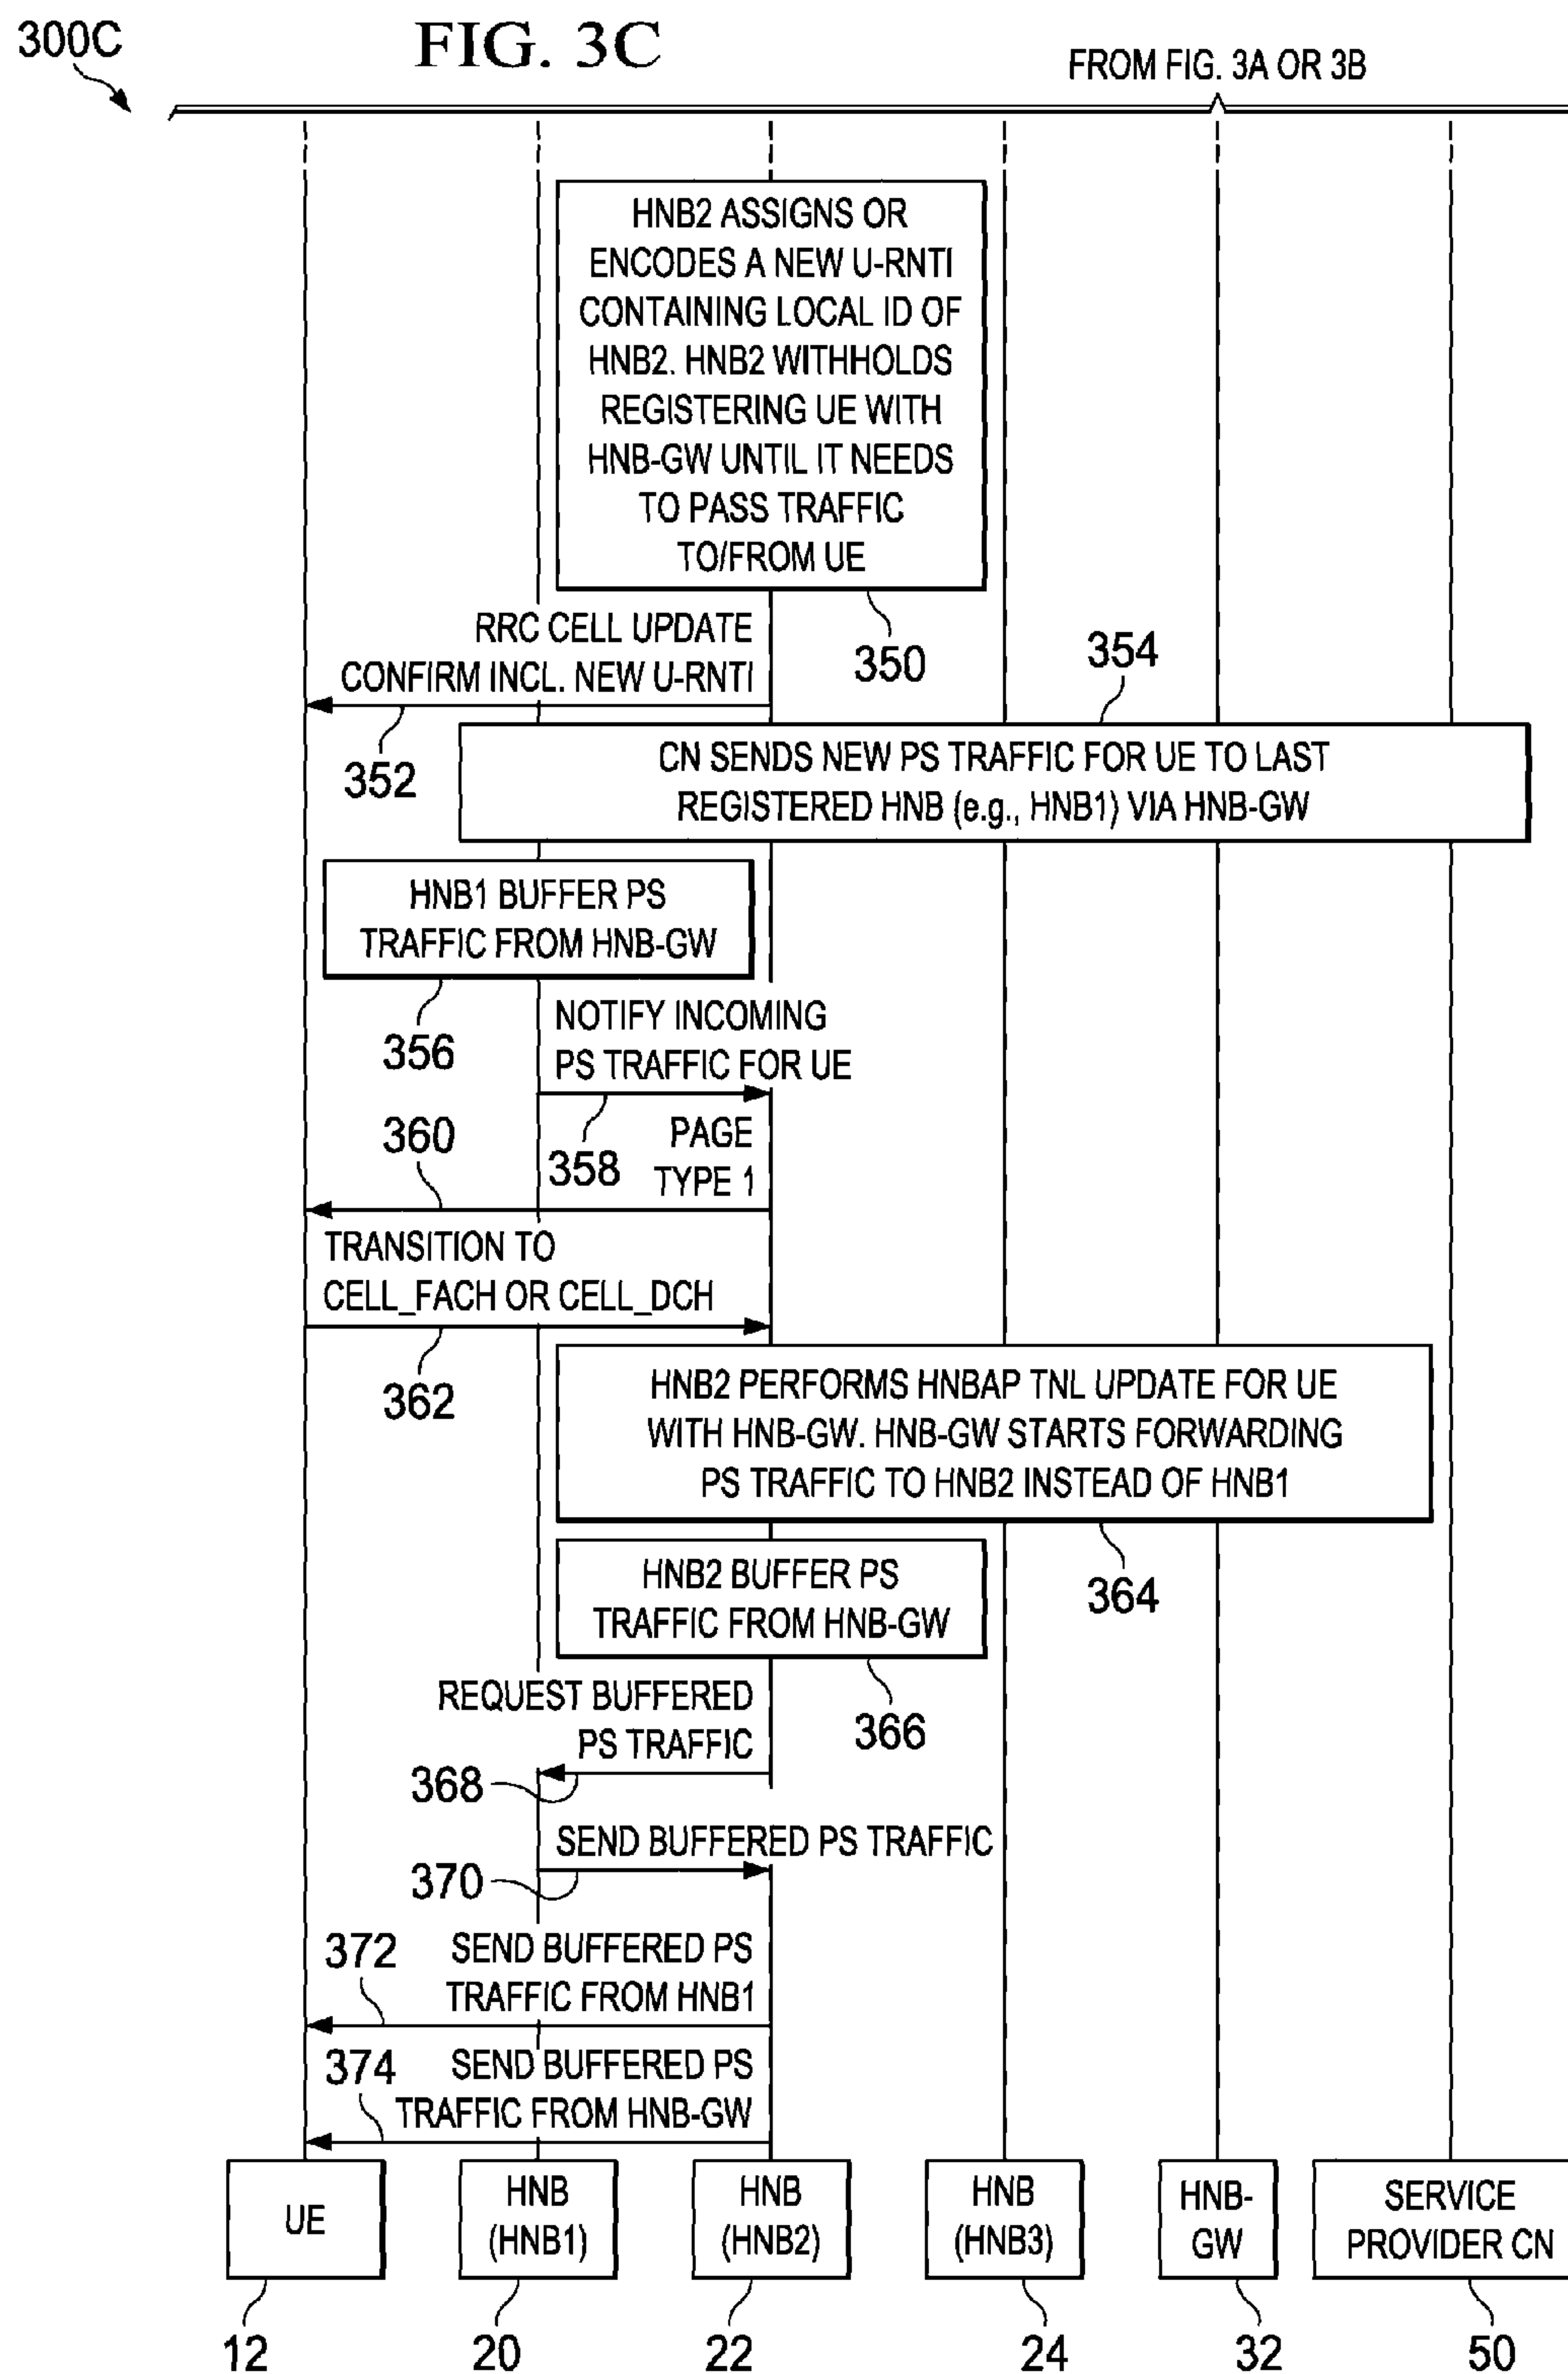 300C
FIG. 3C
FROM FIG. 3A OR 3B
HNB2 ASSIGNS OR
ENCODES A NEW U-RNTI
CONTAINING LOCAL ID OF
HNB2. HNB2 WITHHOLDS
REGISTERING UE WITH
HNB-GW UNTIL IT NEEDS
TO PASS TRAFFIC
TO/FROM UE
350
RRC CELL UPDATE
CONFIRM INCL. NEW U-RNTI
352
354
CN SENDS NEW PS TRAFFIC FOR UE TO LAST
REGISTERED HNB (e.g., HNB1) VIA HNB-GW
HNB1 BUFFER PS
TRAFFIC FROM HNB-GW
356
NOTIFY INCOMING
PS TRAFFIC FOR UE
358
360
PAGE
TYPE 1
TRANSITION TO
CELL_FACH OR CELL_DCH
362
HNB2 PERFORMS HNBAP TNL UPDATE FOR UE
WITH HNB-GW. HNB-GW STARTS FORWARDING
PS TRAFFIC TO HNB2 INSTEAD OF HNB1
364
HNB2 BUFFER PS
TRAFFIC FROM HNB-GW
366
REQUEST BUFFERED
PS TRAFFIC
368
SEND BUFFERED PS TRAFFIC
370
372
SEND BUFFERED PS
TRAFFIC FROM HNB1
374
SEND BUFFERED PS
TRAFFIC FROM HNB-GW
UE
HNB
(HNB1)
HNB
(HNB2)
HNB
(HNB3)
HNB-
GW
SERVICE
PROVIDER CN
12
20
22
24
32
50